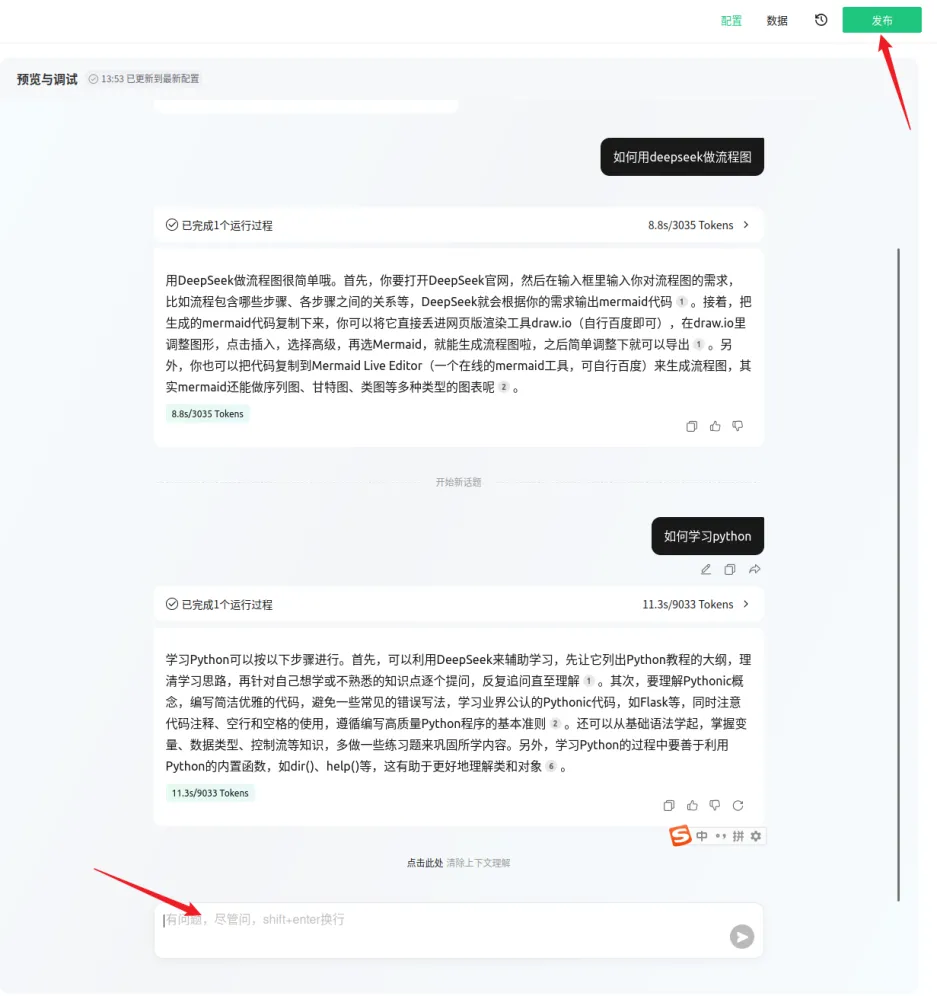 配置 数据 发布
预览与调试 13:53 已更新到最新配置
如何用deepseek做流程图
已完成1个运行过程 8.8s/3035 Tokens
用DeepSeek做流程图很简单哦。首先，你要打开DeepSeek官网，然后在输入框里输入你对流程图的需求，
比如流程包含哪些步骤、各步骤之间的关系等，DeepSeek就会根据你的需求输出mermaid代码 1 。接着，把
生成的mermaid代码复制下来，你可以将它直接丢进网页版渲染工具draw.io（自行百度即可），在draw.io里
调整图形，点击插入，选择高级，再选Mermaid，就能生成流程图啦，之后简单调整下就可以导出 1 。另
外，你也可以把代码复制到Mermaid Live Editor（一个在线的mermaid工具，可自行百度）来生成流程图，其
实mermaid还能做序列图、甘特图、类图等多种类型的图表呢 2 。
8.8s/3035 Tokens
开始新话题
如何学习python
已完成1个运行过程 11.3s/9033 Tokens
学习Python可以按以下步骤进行。首先，可以利用DeepSeek来辅助学习，先让它列出Python教程的大纲，理
清学习思路，再针对自己想学或不熟悉的知识点逐个提问，反复追问直至理解 1 。其次，要理解Pythonic概
念，编写简洁优雅的代码，避免一些常见的错误写法，学习业界公认的Pythonic代码，如Flask等，同时注意
代码注释、空行和空格的使用，遵循编写高质量Python程序的基本准则 2 。还可以从基础语法学起，掌握变
量、数据类型、控制流等知识，多做一些练习题来巩固所学内容。另外，学习Python的过程中要善于利用
Python的内置函数，如dir()、help()等，这有助于更好地理解类和对象 6 。
11.3s/9033 Tokens
S 中 拼
点击此处 清除上下文理解
有问题，尽管问，shift+enter换行